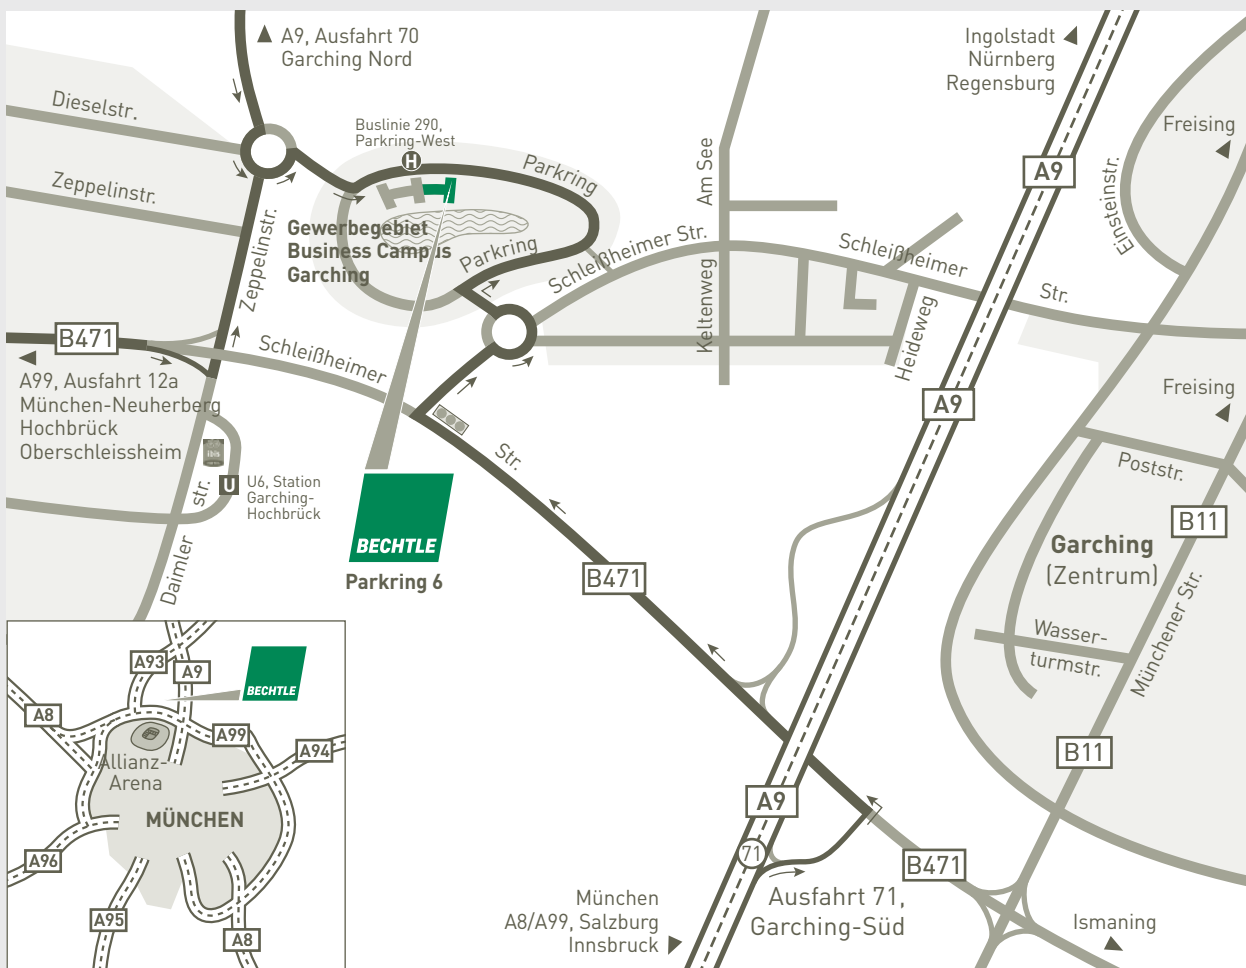 A9, Ausfahrt 70
Garching Nord
Ingolstadt
Nürnberg
Regensburg
Dieselstr.
Buslinie 290,
Parkring-West
H
Parkring
Am See
A9
Freising
Einsteinstr.
Zeppelinstr.
Zeppelinstr.
Gewerbegebiet
Business Campus
Garching
Parkring
Schleißheimer Str.
Schleißheimer
Str.
Keltenweg
Heideweg
B471
Schleißheimer
Str.
A99, Ausfahrt 12a
München-Neuherberg
Hochbrück
Oberschleissheim
A9
Freising
Poststr.
ibis
U
U6, Station
Garching-
Hochbrück
Daimler
str.
BECHTLE
Parkring 6
B471
B11
Garching
(Zentrum)
Wasser-
turmstr.
Münchener Str.
B11
A9
71
Ausfahrt 71,
Garching-Süd
B471
München
A8/A99, Salzburg
Innsbruck
Ismaning
A93
A9
BECHTLE
A8
A99
A94
Allianz-
Arena
MÜNCHEN
A96
A95
A8